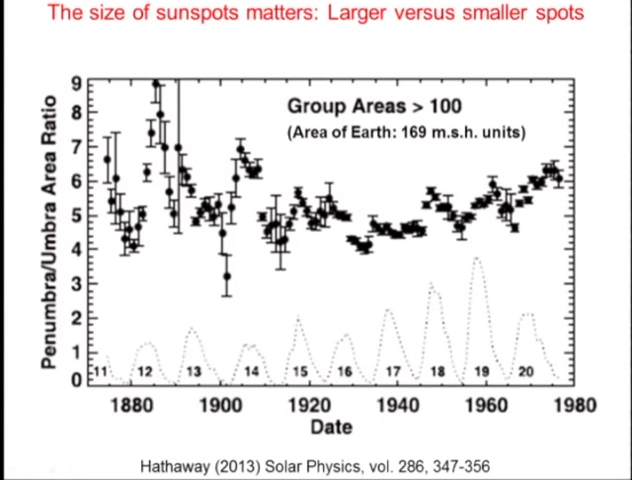 The size of sunspots matters: Larger versus smaller spots
Group Areas > 100
(Area of Earth: 169 m.s.h. units)
Penumbra/Umbra Area Ratio
9
8
7
6
5
4
3
2
1
0
11 12 13 14 15 16 17 18 19 20
1880 1900 1920 1940 1960 1980
Date
Hathaway (2013) Solar Physics, vol. 286, 347-356